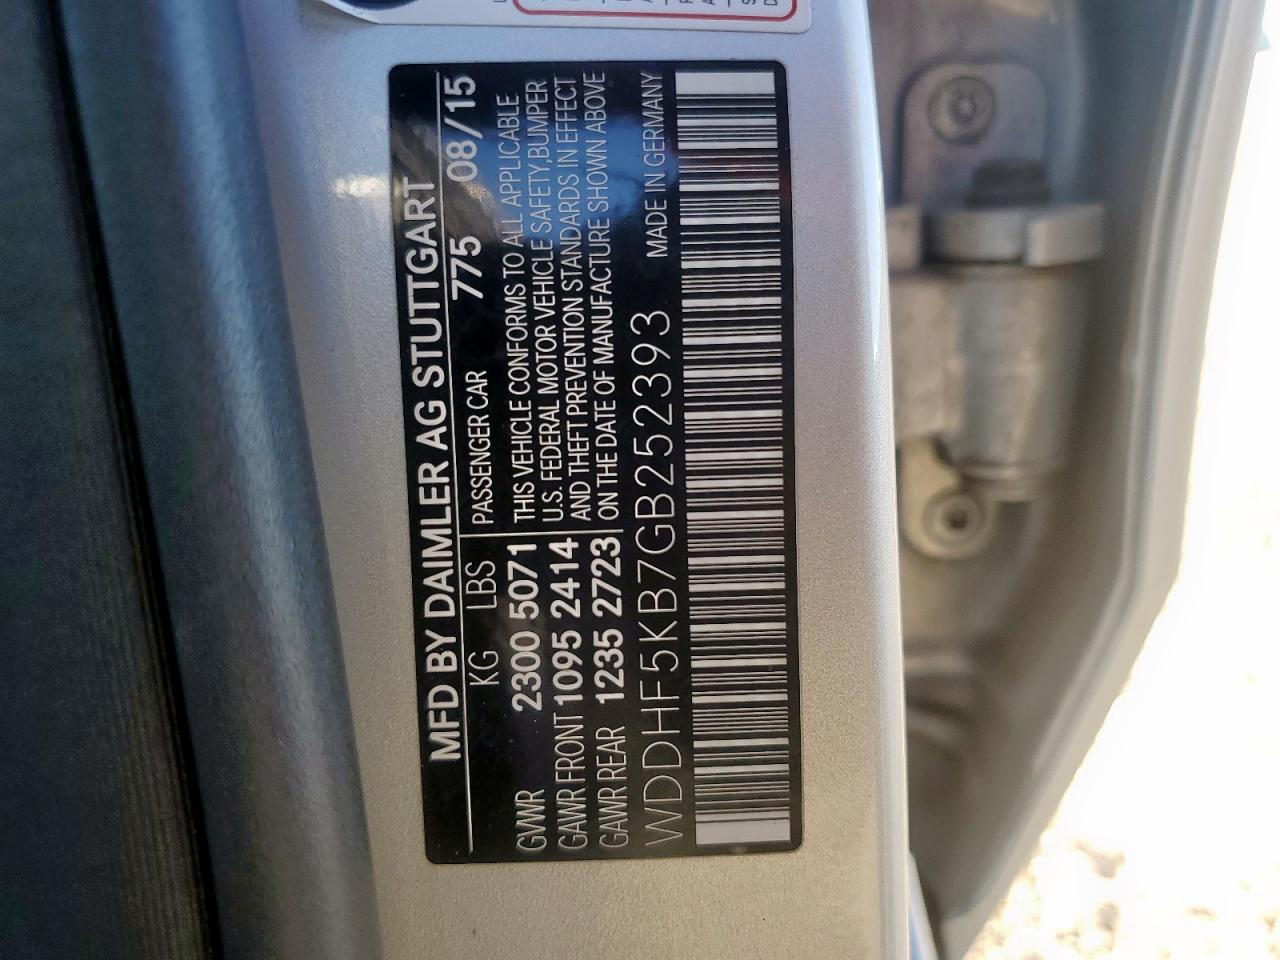 MFD BY DAIMLER AG STUTTGART
KG LBS PASSENGER CAR 775 08/15
GVWR 2300 5071
GAWR FRONT 1095 2414
GAWR REAR 1235 2723
THIS VEHICLE CONFORMS TO ALL APPLICABLE
U.S. FEDERAL MOTOR VEHICLE SAFETY,BUMPER
AND THEFT PREVENTION STANDARDS IN EFFECT
ON THE DATE OF MANUFACTURE SHOWN ABOVE
WDDHF5KB7GB252393 MADE IN GERMANY